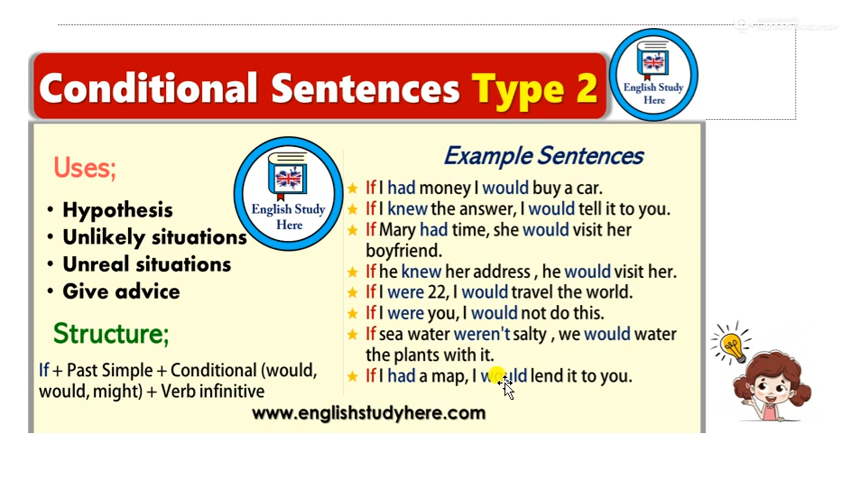 Conditional Sentences Type 2
English Study
Here
Uses;
• Hypothesis
• Unlikely situations
• Unreal situations
• Give advice
English Study
Here
Structure;
If + Past Simple + Conditional (would,
would, might) + Verb infinitive
Example Sentences
If I had money I would buy a car.
If I knew the answer, I would tell it to you.
If Mary had time, she would visit her
boyfriend.
If he knew her address , he would visit her.
If I were 22, I would travel the world.
If I were you, I would not do this.
If sea water weren't salty , we would water
the plants with it.
If I had a map, I would lend it to you.
www.englishstudyhere.com